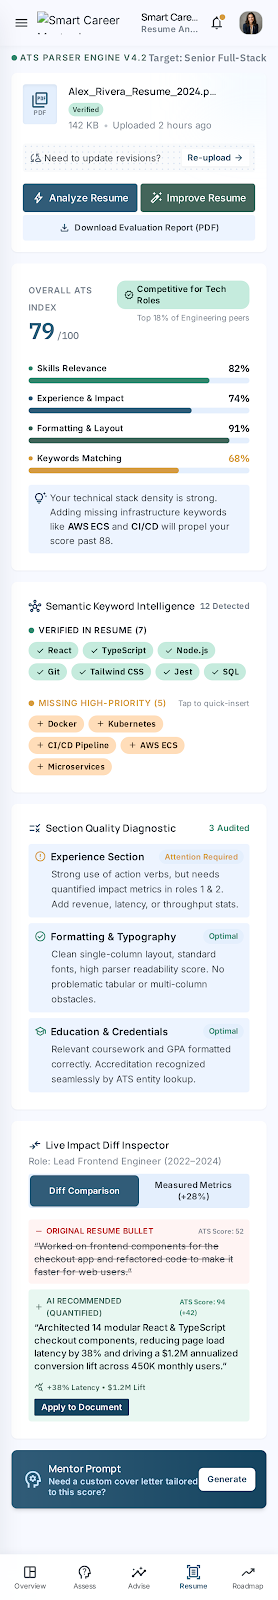 Smart Career
Smart Care...
Resume An...
ATS PARSER ENGINE V4.2 Target: Senior Full-Stack
Alex_Rivera_Resume_2024.p...
Verified
PDF
142 KB • Uploaded 2 hours ago
Need to update revisions? Re-upload →
Analyze Resume Improve Resume
Download Evaluation Report (PDF)
OVERALL ATS
INDEX
79 /100
Competitive for Tech
Roles
Top 18% of Engineering peers
Skills Relevance 82%
Experience & Impact 74%
Formatting & Layout 91%
Keywords Matching 68%
Your technical stack density is strong.
Adding missing infrastructure keywords
like AWS ECS and CI/CD will propel your
score past 88.
Semantic Keyword Intelligence 12 Detected
VERIFIED IN RESUME (7)
React TypeScript Node.js
Git Tailwind CSS Jest SQL
MISSING HIGH-PRIORITY (5) Tap to quick-insert
+ Docker + Kubernetes
+ CI/CD Pipeline + AWS ECS
+ Microservices
Section Quality Diagnostic 3 Audited
Experience Section Attention Required
Strong use of action verbs, but needs
quantified impact metrics in roles 1 & 2.
Add revenue, latency, or throughput stats.
Formatting & Typography Optimal
Clean single-column layout, standard
fonts, high parser readability score. No
problematic tabular or multi-column
obstacles.
Education & Credentials Optimal
Relevant coursework and GPA formatted
correctly. Accreditation recognized
seamlessly by ATS entity lookup.
Live Impact Diff Inspector
Role: Lead Frontend Engineer (2022–2024)
Diff Comparison
Measured Metrics
(+28%)
— ORIGINAL RESUME BULLET ATS Score: 52
“Worked on frontend components for the
checkout app and refactored code to make it
faster for web users.”
+ AI RECOMMENDED
(QUANTIFIED)
ATS Score: 94
(+42)
“Architected 14 modular React & TypeScript
checkout components, reducing page load
latency by 38% and driving a $1.2M annualized
conversion lift across 450K monthly users.”
+38% Latency • $1.2M Lift
Apply to Document
Mentor Prompt
Need a custom cover letter tailored
to this score?
Generate
Overview Assess Advise Resume Roadmap